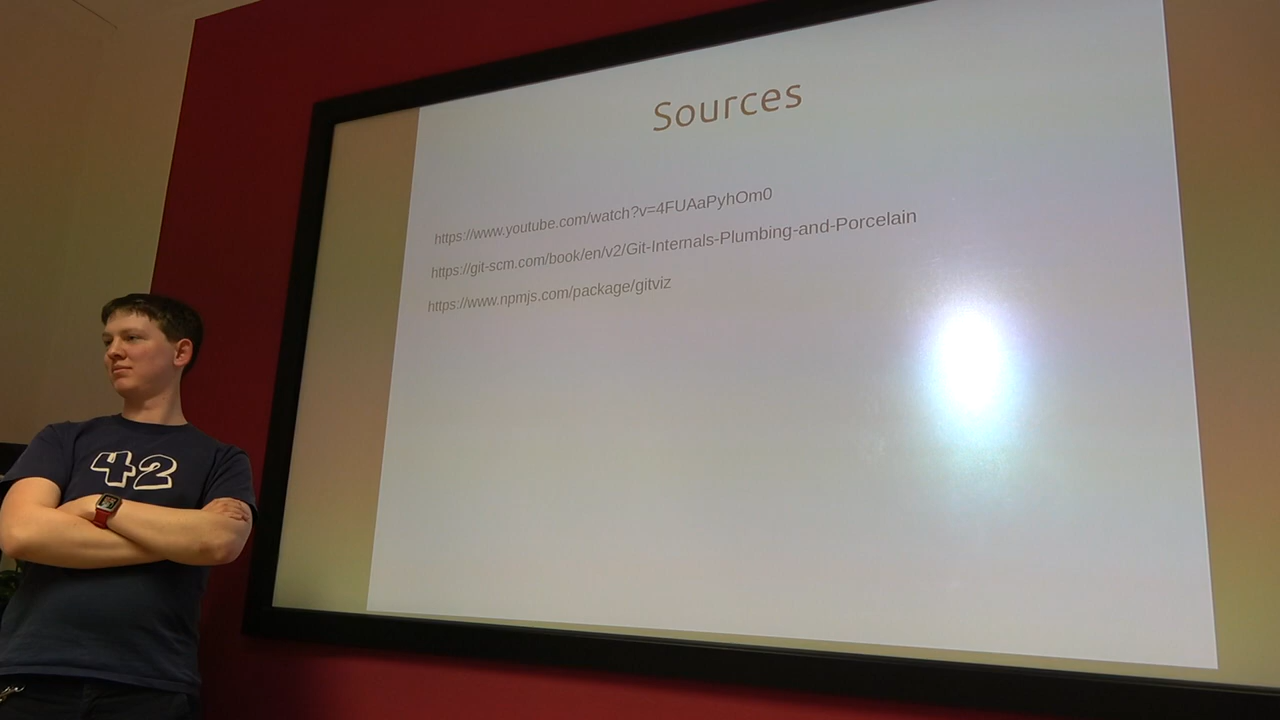 Sources
https://www.youtube.com/watch?v=4FUAaPyhOm0
https://git-scm.com/book/en/v2/Git-Internals-Plumbing-and-Porcelain
https://www.npmjs.com/package/gitviz
42